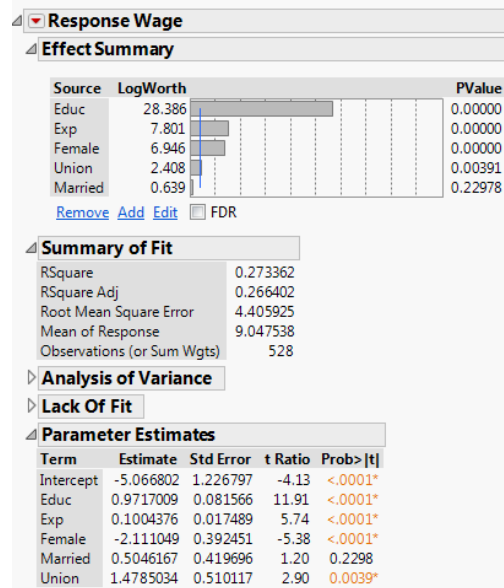 Response Wage
Effect Summary
Source LogWorth PValue
Educ 28.386 0.00000
Exp 7.801 0.00000
Female 6.946 0.00000
Union 2.408 0.00391
Married 0.639 0.22978
Remove Add Edit FDR
Summary of Fit
RSquare 0.273362
RSquare Adj 0.266402
Root Mean Square Error 4.405925
Mean of Response 9.047538
Observations (or Sum Wgts) 528
Analysis of Variance
Lack Of Fit
Parameter Estimates
Term Estimate Std Error t Ratio Prob>|t|
Intercept -5.066802 1.226797 -4.13 <.0001*
Educ 0.9717009 0.081566 11.91 <.0001*
Exp 0.1004376 0.017489 5.74 <.0001*
Female -2.111049 0.392451 -5.38 <.0001*
Married 0.5046167 0.419696 1.20 0.2298
Union 1.4785034 0.510117 2.90 0.0039*